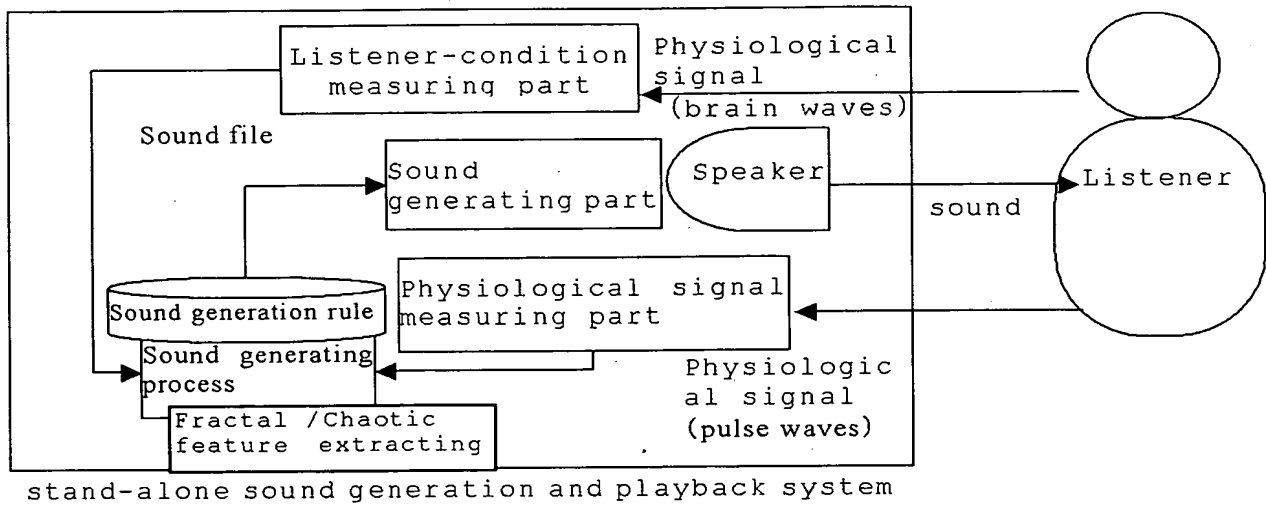 Listener-condition
measuring part
Physiological
signal
(brain waves)
Sound file
Sound
generating part
Speaker
Listener
sound
Sound generation rule
Physiological signal
measuring part
Sound generating
process
Physiologic
al signal
(pulse waves)
Fractal /Chaotic
feature extracting
stand-alone sound generation and playback system